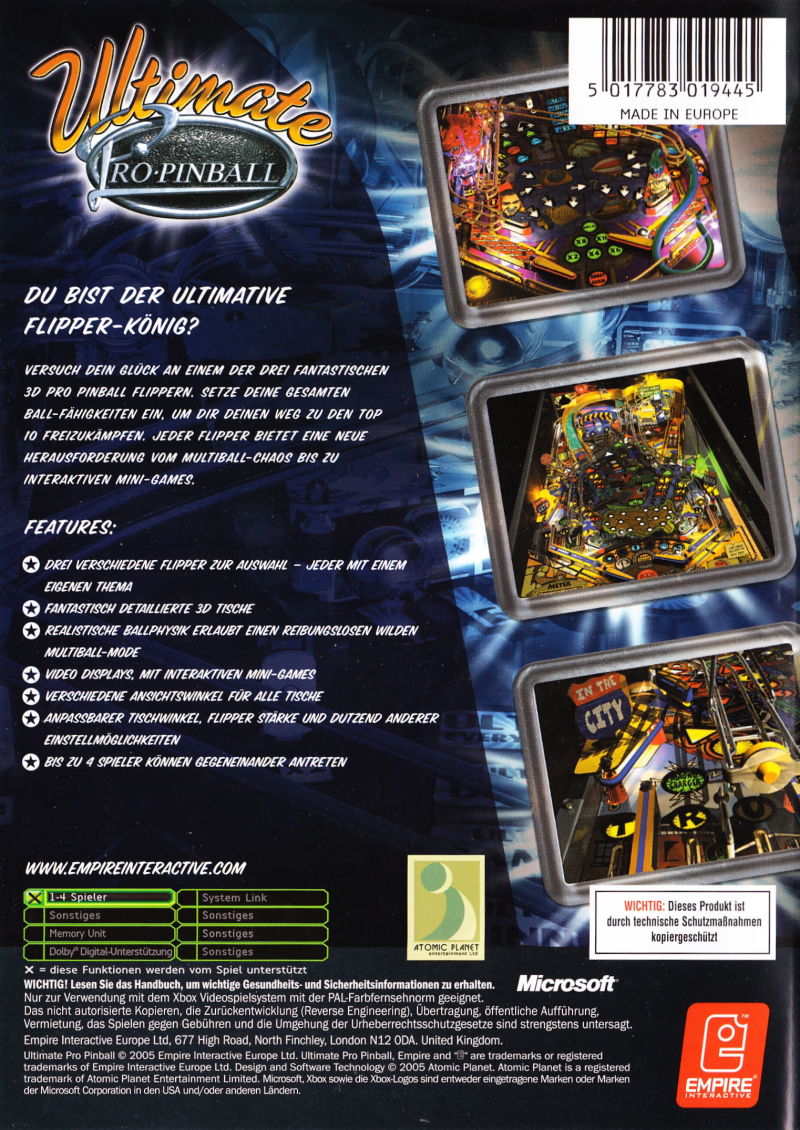 Ultimate
PRO·PINBALL
5 017783 019445
MADE IN EUROPE
DU BIST DER ULTIMATIVE
FLIPPER-KÖNIG?
VERSUCH DEIN GLÜCK AN EINEM DER DREI FANTASTISCHEN
3D PRO PINBALL FLIPPERN. SETZE DEINE GESAMTEN
BALL-FÄHIGKEITEN EIN, UM DIR DEINEN WEG ZU DEN TOP
10 FREIZUKÄMPFEN. JEDER FLIPPER BIETET EINE NEUE
HERAUSFORDERUNG VOM MULTIBALL-CHAOS BIS ZU
INTERAKTIVEN MINI-GAMES.
FEATURES:
DREI VERSCHIEDENE FLIPPER ZUR AUSWAHL – JEDER MIT EINEM
EIGENEN THEMA
FANTASTISCH DETAILLIERTE 3D TISCHE
REALISTISCHE BALLPHYSIK ERLAUBT EINEN REIBUNGSLOSEN WILDEN
MULTIBALL-MODE
VIDEO DISPLAYS, MIT INTERAKTIVEN MINI-GAMES
VERSCHIEDENE ANSICHTSWINKEL FÜR ALLE TISCHE
ANPASSBARER TISCHWINKEL, FLIPPER STÄRKE UND DUTZEND ANDERER
EINSTELLMÖGLICHKEITEN
BIS ZU 4 SPIELER KÖNNEN GEGENEINANDER ANTRETEN
IN THE
CITY
WWW.EMPIREINTERACTIVE.COM
X 1-4 Spieler System Link
Sonstiges Sonstiges
Memory Unit Sonstiges
Dolby® Digital-Unterstützung Sonstiges
X = diese Funktionen werden vom Spiel unterstützt
ATOMIC PLANET
entertainment Ltd
WICHTIG: Dieses Produkt ist
durch technische Schutzmaßnahmen
kopiergeschützt
WICHTIG! Lesen Sie das Handbuch, um wichtige Gesundheits- und Sicherheitsinformationen zu erhalten.
Microsoft®
Nur zur Verwendung mit dem Xbox Videospielsystem mit der PAL-Farbfernsehnorm geeignet.
Das nicht autorisierte Kopieren, die Zurückentwicklung (Reverse Engineering), Übertragung, öffentliche Aufführung,
Vermietung, das Spielen gegen Gebühren und die Umgehung der Urheberrechtsschutzgesetze sind strengstens untersagt.
Empire Interactive Europe Ltd, 677 High Road, North Finchley, London N12 0DA. United Kingdom.
Ultimate Pro Pinball © 2005 Empire Interactive Europe Ltd. Ultimate Pro Pinball, Empire and "e" are trademarks or registered
trademarks of Empire Interactive Europe Ltd. Design and Software Technology © 2005 Atomic Planet. Atomic Planet is a registered
trademark of Atomic Planet Entertainment Limited. Microsoft, Xbox sowie die Xbox-Logos sind entweder eingetragene Marken oder Marken
der Microsoft Corporation in den USA und/oder anderen Ländern.
e™
EMPIRE
INTERACTIVE